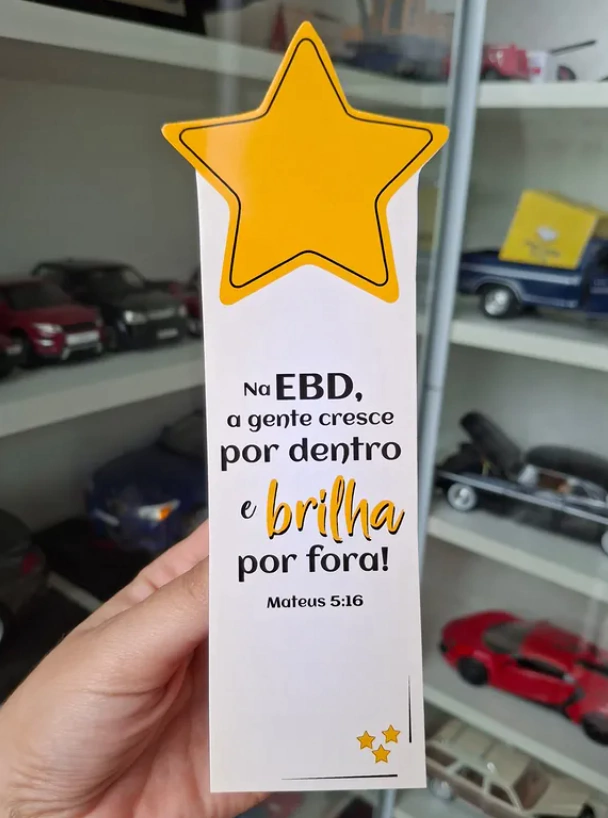 Na EBD,
a gente cresce
por dentro
e brilha
por fora!
Mateus 5:16